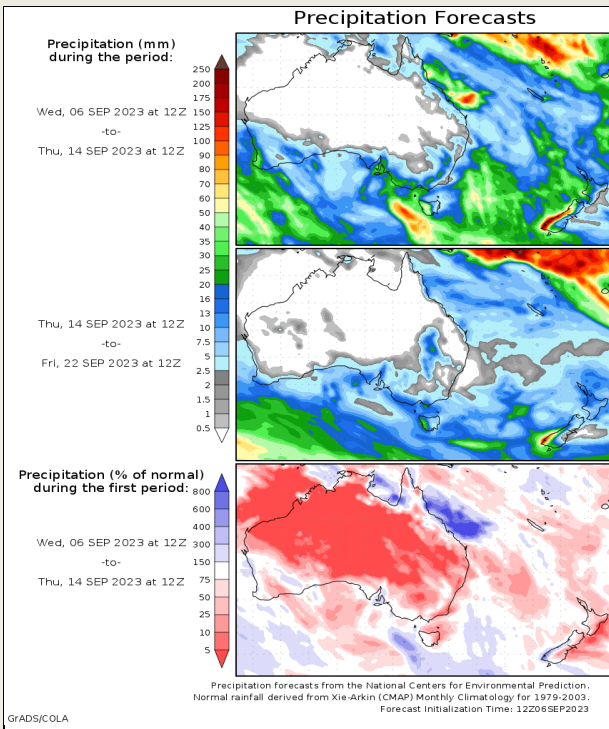 Precipitation Forecasts
Precipitation (mm)
during the period:
Wed, 06 SEP 2023 at 12Z
-to-
Thu, 14 SEP 2023 at 12Z
250
200
175
150
125
100
90
80
70
60
50
40
35
30
25
20
16
13
10
7.5
5
2.5
2
1.5
1
0.5
Thu, 14 SEP 2023 at 12Z
-to-
Fri, 22 SEP 2023 at 12Z
Precipitation (% of normal)
during the first period:
Wed, 06 SEP 2023 at 12Z
-to-
Thu, 14 SEP 2023 at 12Z
800
600
400
300
150
75
50
25
10
5
Precipitation forecasts from the National Centers for Environmental Prediction.
Normal rainfall derived from Xie-Arkin (CMAP) Monthly Climatology for 1979-2003.
Forecast Initialization Time: 12Z06SEP2023
GrADS/COLA